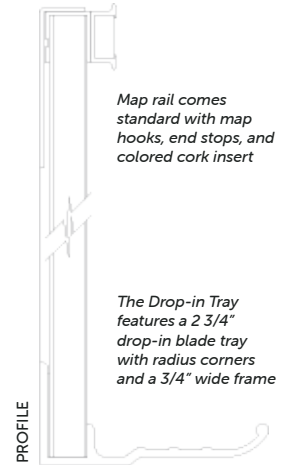 Map rail comes
standard with map
hooks, end stops, and
colored cork insert
The Drop-in Tray
features a 2 3/4”
drop-in blade tray
with radius corners
and a 3/4” wide frame
PROFILE